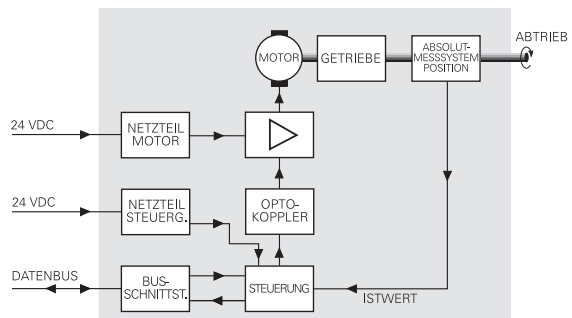 ABTRIEB
MOTOR
GETRIEBE
ABSOLUT-
MESSSYSTEM
POSITION
24 VDC
NETZTEIL
MOTOR
24 VDC
NETZTEIL
STEUERG.
OPTO-
KOPPLER
DATENBUS
BUS-
SCHNITTST.
STEUERUNG
ISTWERT